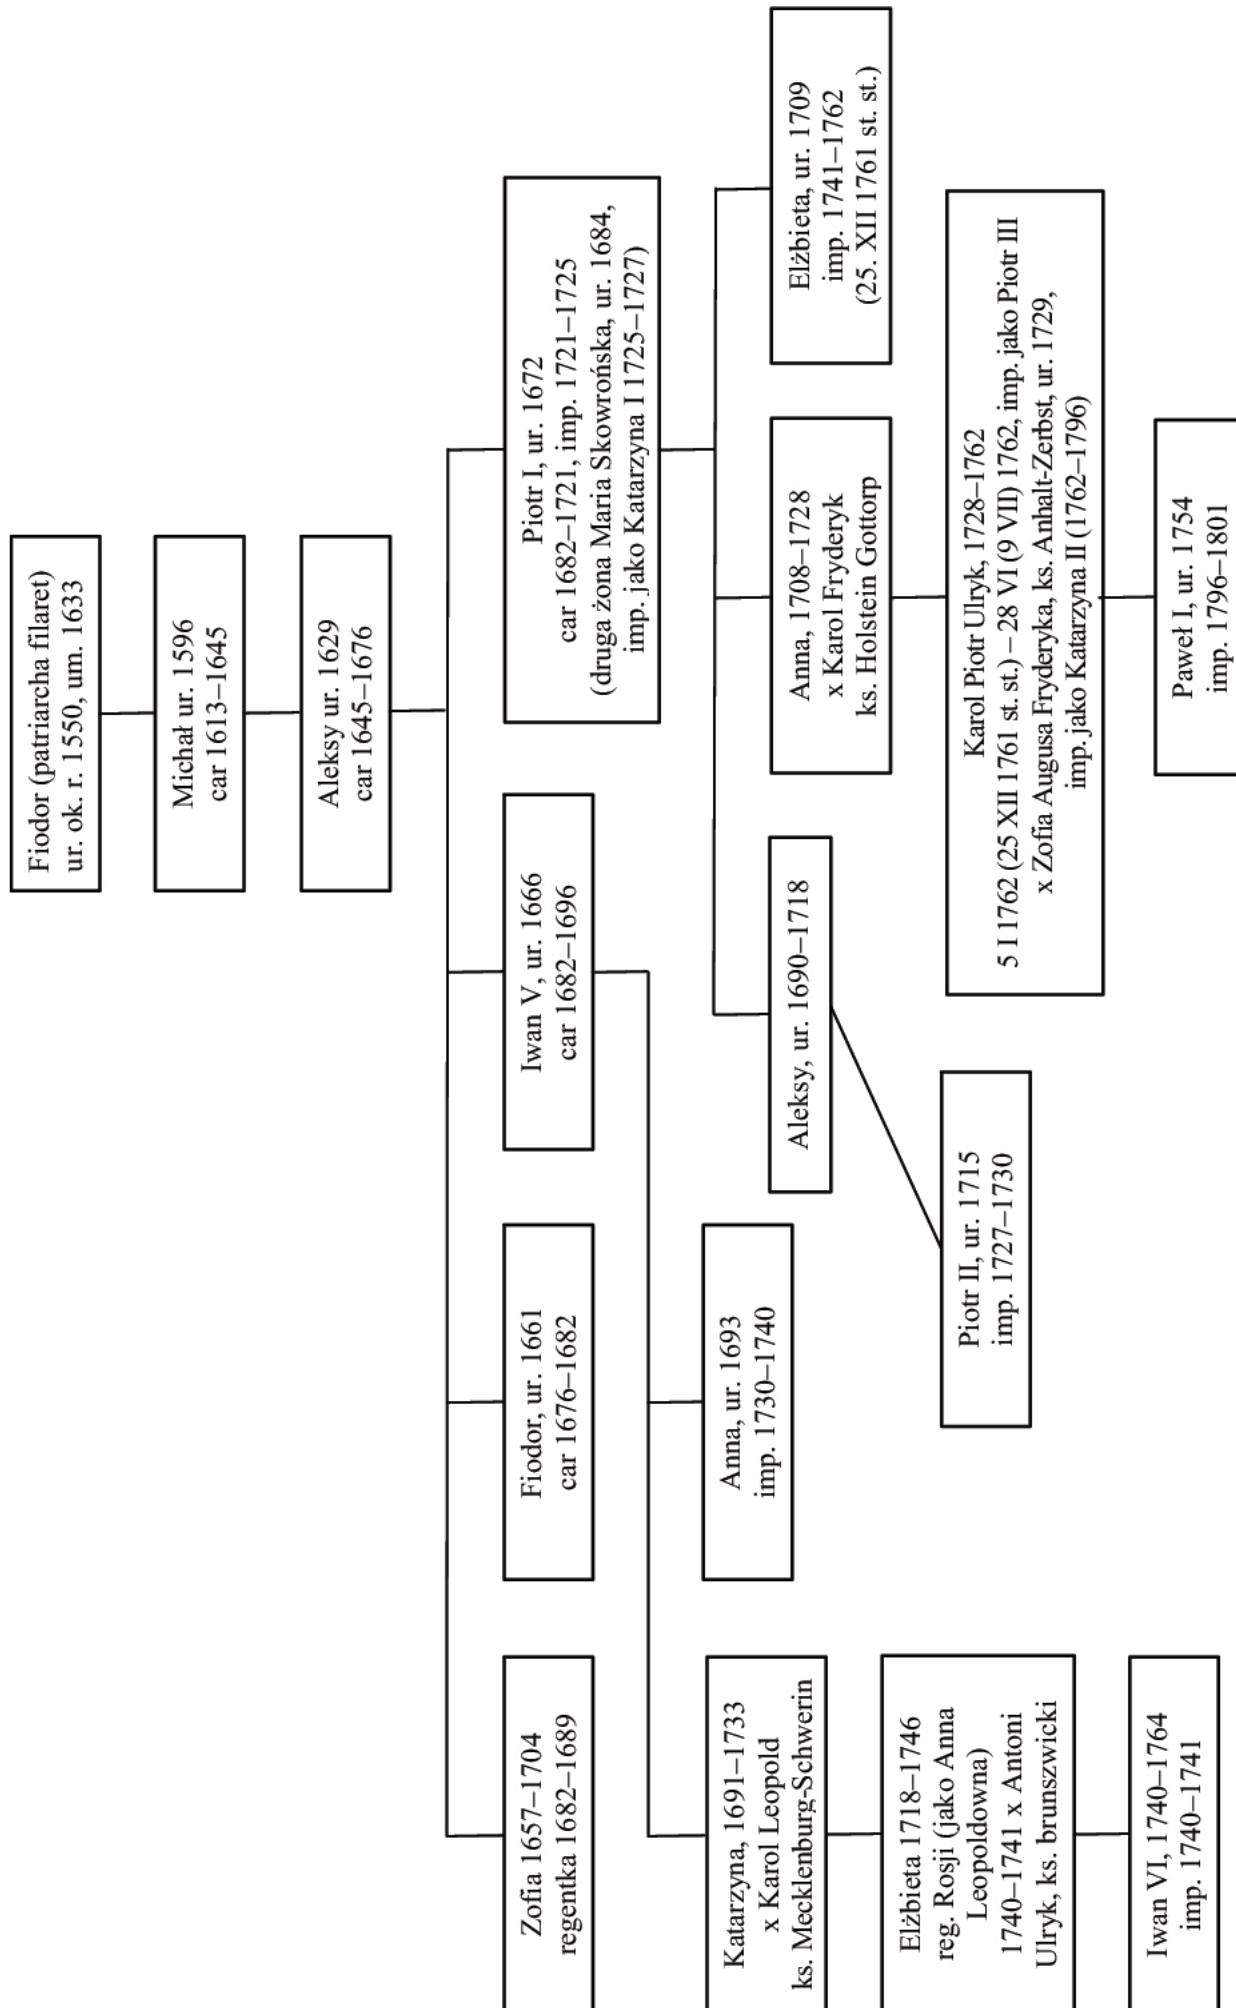 Fiodor (patriarcha filaret)
ur. ok. r. 1550, um. 1633
Michał ur. 1596
car 1613–1645
Aleksy ur. 1629
car 1645–1676
Zofia 1657–1704
regentka 1682–1689
Fiodor, ur. 1661
car 1676–1682
Iwan V, ur. 1666
car 1682–1696
Piotr I, ur. 1672
car 1682–1721, imp. 1721–1725
(druga żona Maria Skowrońska, ur. 1684,
imp. jako Katarzyna I 1725–1727)
Katarzyna, 1691–1733
x Karol Leopold
ks. Mecklenburg-Schwerin
Anna, ur. 1693
imp. 1730–1740
Aleksy, ur. 1690–1718
Anna, 1708–1728
x Karol Fryderyk
ks. Holstein Gottorp
Elżbieta, ur. 1709
imp. 1741–1762
(25. XII 1761 st. st.)
Elżbieta 1718–1746
reg. Rosji (jako Anna
Leopoldowna)
1740–1741 x Antoni
Ulryk, ks. brunszwicki
Piotr II, ur. 1715
imp. 1727–1730
Karol Piotr Ulryk, 1728–1762
5 I 1762 (25 XII 1761 st. st.) – 28 VI (9 VII) 1762, imp. jako Piotr III
x Zofia Augusa Fryderyka, ks. Anhalt-Zerbst, ur. 1729,
imp. jako Katarzyna II (1762–1796)
Iwan VI, 1740–1764
imp. 1740–1741
Paweł I, ur. 1754
imp. 1796–1801